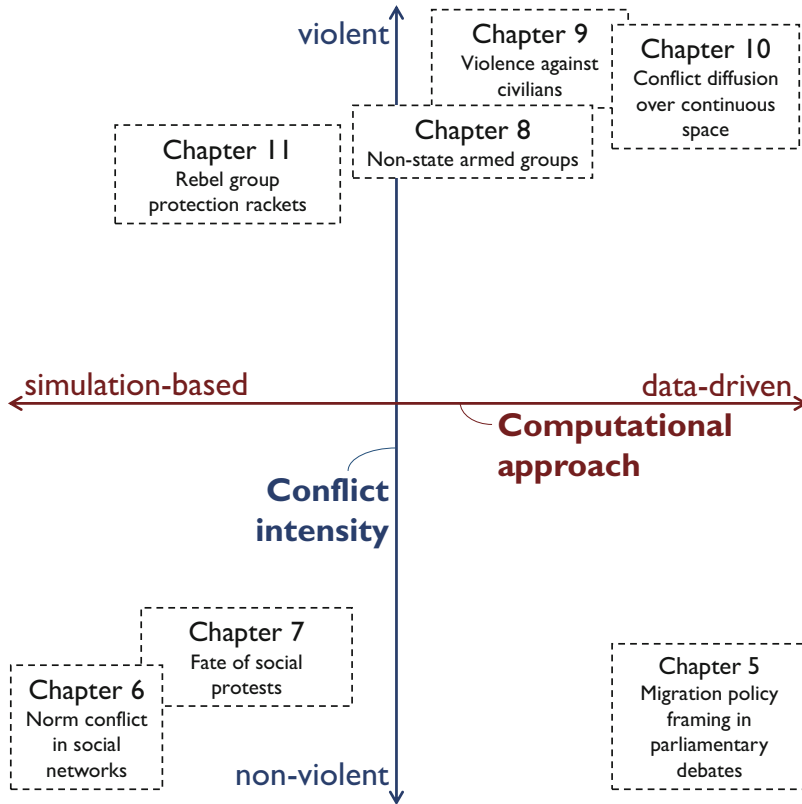 violent
Chapter 9
Violence against
civilians
Chapter 10
Conflict diffusion
over continuous
space
Chapter 8
Non-state armed groups
Chapter 11
Rebel group
protection rackets
simulation-based
data-driven
Computational
approach
Conflict
intensity
Chapter 7
Fate of social
protests
Chapter 6
Norm conflict
in social
networks
Chapter 5
Migration policy
framing in
parliamentary
debates
non-violent